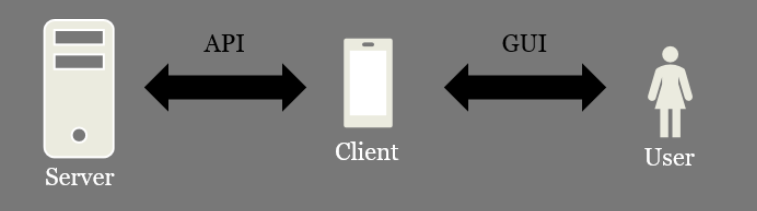 API
GUI
Server
Client
User